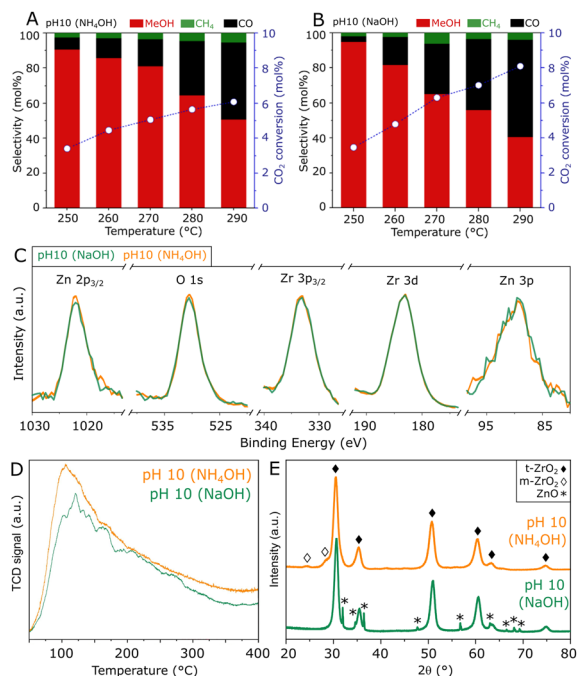 A
pH10 (NH₄OH) MeOH CH₄ CO
Selectivity (mol%)
100
80
60
40
20
0
10
8
6
4
2
0
CO₂ conversion (mol%)
250 260 270 280 290
Temperature (°C)
B
pH10 (NaOH) MeOH CH₄ CO
Selectivity (mol%)
100
80
60
40
20
0
10
8
6
4
2
0
CO₂ conversion (mol%)
250 260 270 280 290
Temperature (°C)
C
pH10 (NaOH) pH10 (NH₄OH)
Zn 2p₃/₂ O 1s Zr 3p₃/₂ Zr 3d Zn 3p
Intensity (a.u.)
1030 1020 535 525 340 330 190 180 95 85
Binding Energy (eV)
D
pH 10 (NH₄OH)
pH 10 (NaOH)
TCD signal (a.u.)
50 100 150 200 250 300 350 400
Temperature (°C)
E
t-ZrO₂ ♦
m-ZrO₂ ◊
ZnO *
pH 10
(NH₄OH)
pH 10
(NaOH)
Intensity (a.u.)
20 30 40 50 60 70 80
2θ (°)